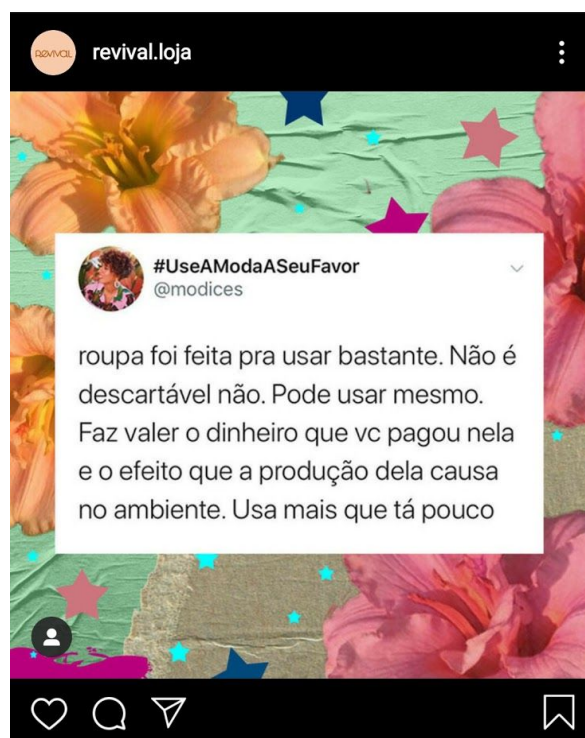 REVIVAL
revival.loja
#UseAModaASeuFavor
@modices
roupa foi feita pra usar bastante. Não é
descartável não. Pode usar mesmo.
Faz valer o dinheiro que vc pagou nela
e o efeito que a produção dela causa
no ambiente. Usa mais que tá pouco